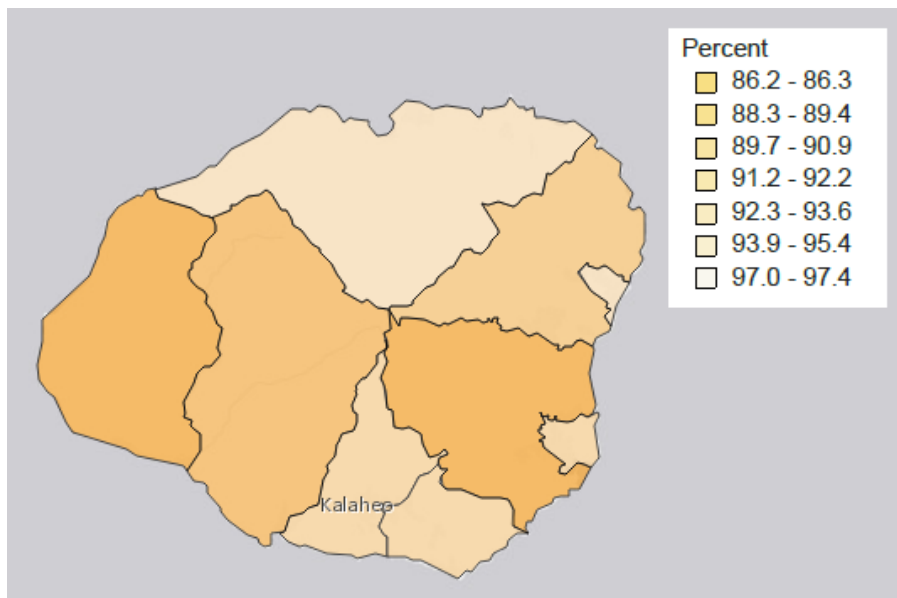 Percent
86.2 - 86.3
88.3 - 89.4
89.7 - 90.9
91.2 - 92.2
92.3 - 93.6
93.9 - 95.4
97.0 - 97.4
Kalaheo